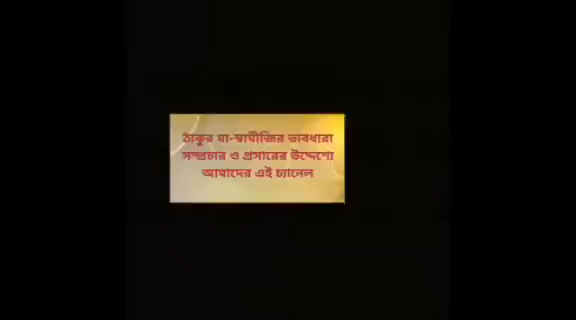 ঠাকুর মা-স্বামীজির ভাবধারা
সম্প্রচার ও প্রসারের উদ্দেশ্যে
আমাদের এই চ্যানেল